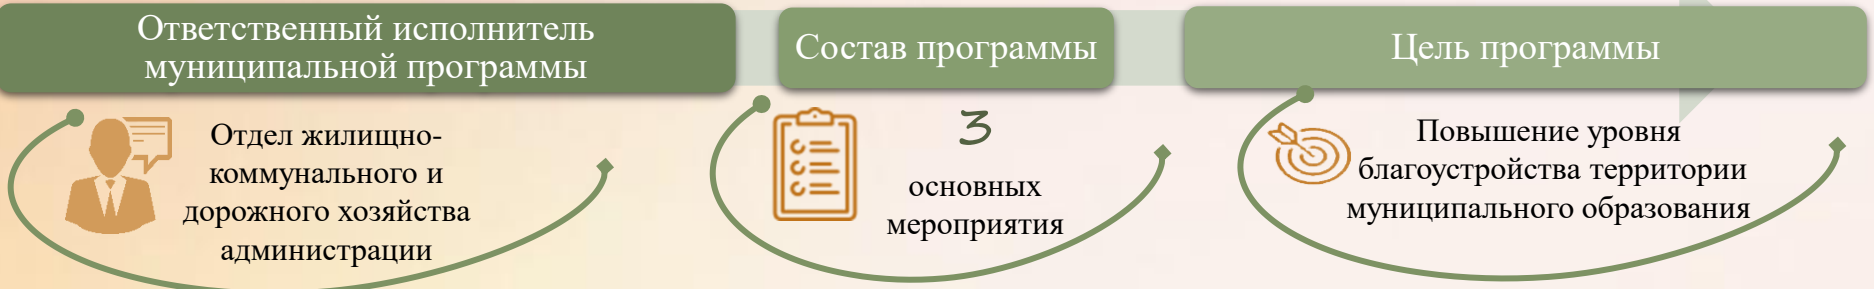 Ответственный исполнитель
муниципальной программы
Отдел жилищно-
коммунального и
дорожного хозяйства
администрации
Состав программы
3
основных
мероприятия
Цель программы
Повышение уровня
благоустройства территории
муниципального образования